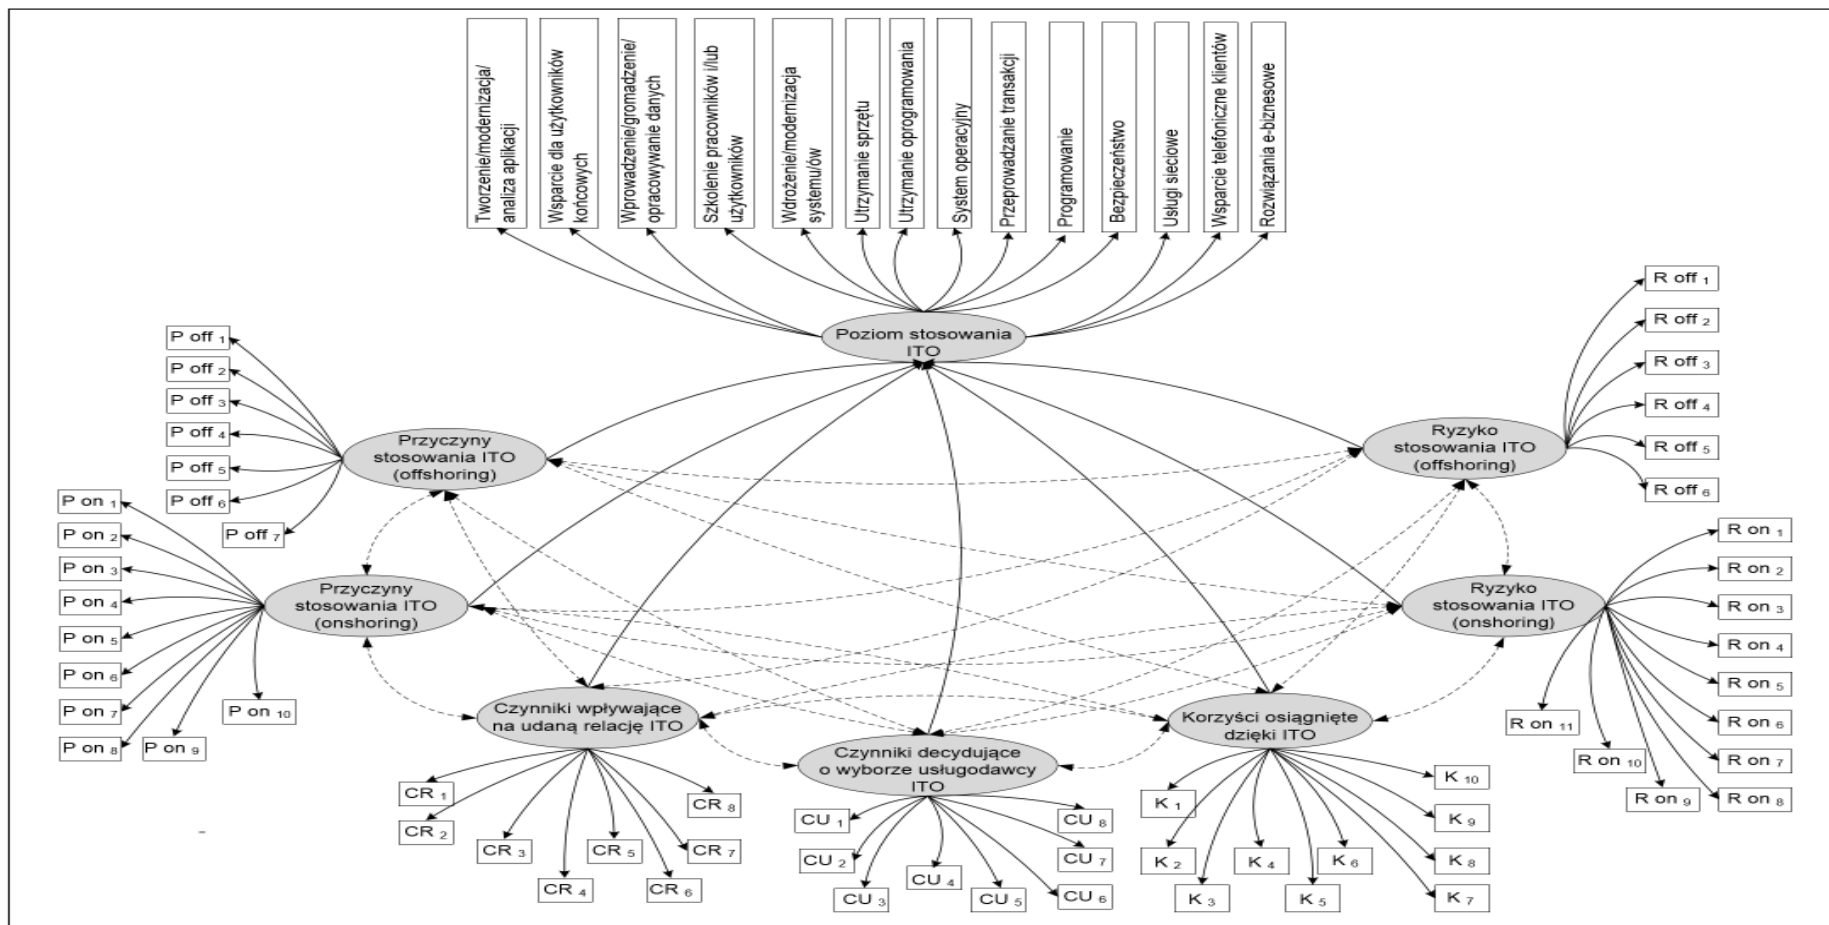 Tworzenie/modernizacja/
analiza aplikacji
Wsparcie dla użytkowników
końcowych
Wprowadzenie/gromadzenie/
opracowywanie danych
Szkolenie pracowników i/lub
użytkowników
Wdrożenie/modernizacja
systemu/ów
Utrzymanie sprzętu
Utrzymanie oprogramowania
System operacyjny
Przeprowadzanie transakcji
Programowanie
Bezpieczeństwo
Usługi sieciowe
Wsparcie telefoniczne klientów
Rozwiązania e-biznesowe
Poziom stosowania
ITO
P off 1
P off 2
P off 3
P off 4
P off 5
P off 6
P off 7
Przyczyny
stosowania ITO
(offshoring)
Ryzyko
stosowania ITO
(offshoring)
R off 1
R off 2
R off 3
R off 4
R off 5
R off 6
P on 1
P on 2
P on 3
P on 4
P on 5
P on 6
P on 7
P on 8
P on 9
P on 10
Przyczyny
stosowania ITO
(onshoring)
Ryzyko
stosowania ITO
(onshoring)
R on 1
R on 2
R on 3
R on 4
R on 5
R on 6
R on 7
R on 8
R on 9
R on 10
R on 11
Czynniki wpływające
na udaną relację ITO
Czynniki decydujące
o wyborze usługodawcy
ITO
Korzyści osiągnięte
dzięki ITO
CR 1
CR 2
CR 3
CR 4
CR 5
CR 6
CR 7
CR 8
CU 1
CU 2
CU 3
CU 4
CU 5
CU 6
CU 7
CU 8
K 1
K 2
K 3
K 4
K 5
K 6
K 7
K 8
K 9
K 10